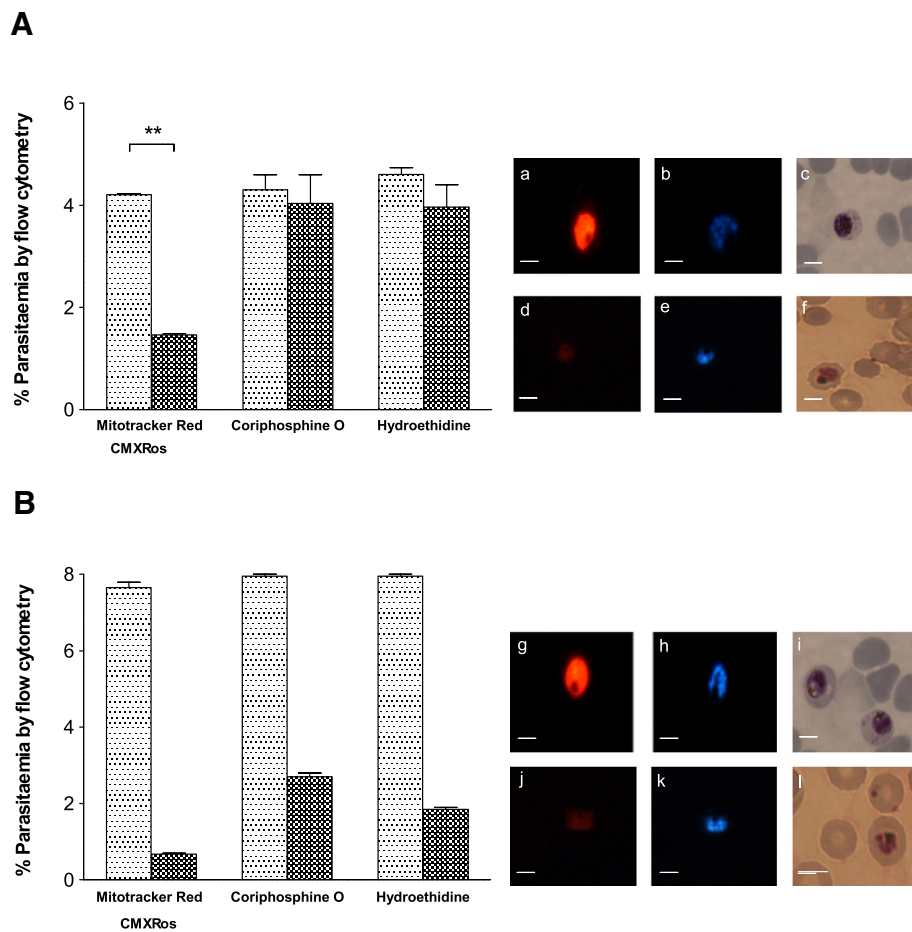 A
% Parasitaemia by flow cytometry
6
4
2
0
**
Mitotracker Red
CMXRos
Coriphosphine O
Hydroethidine
a
b
c
d
e
f
B
% Parasitaemia by flow cytometry
8
6
4
2
0
Mitotracker Red
CMXRos
Coriphosphine O
Hydroethidine
g
h
i
j
k
l